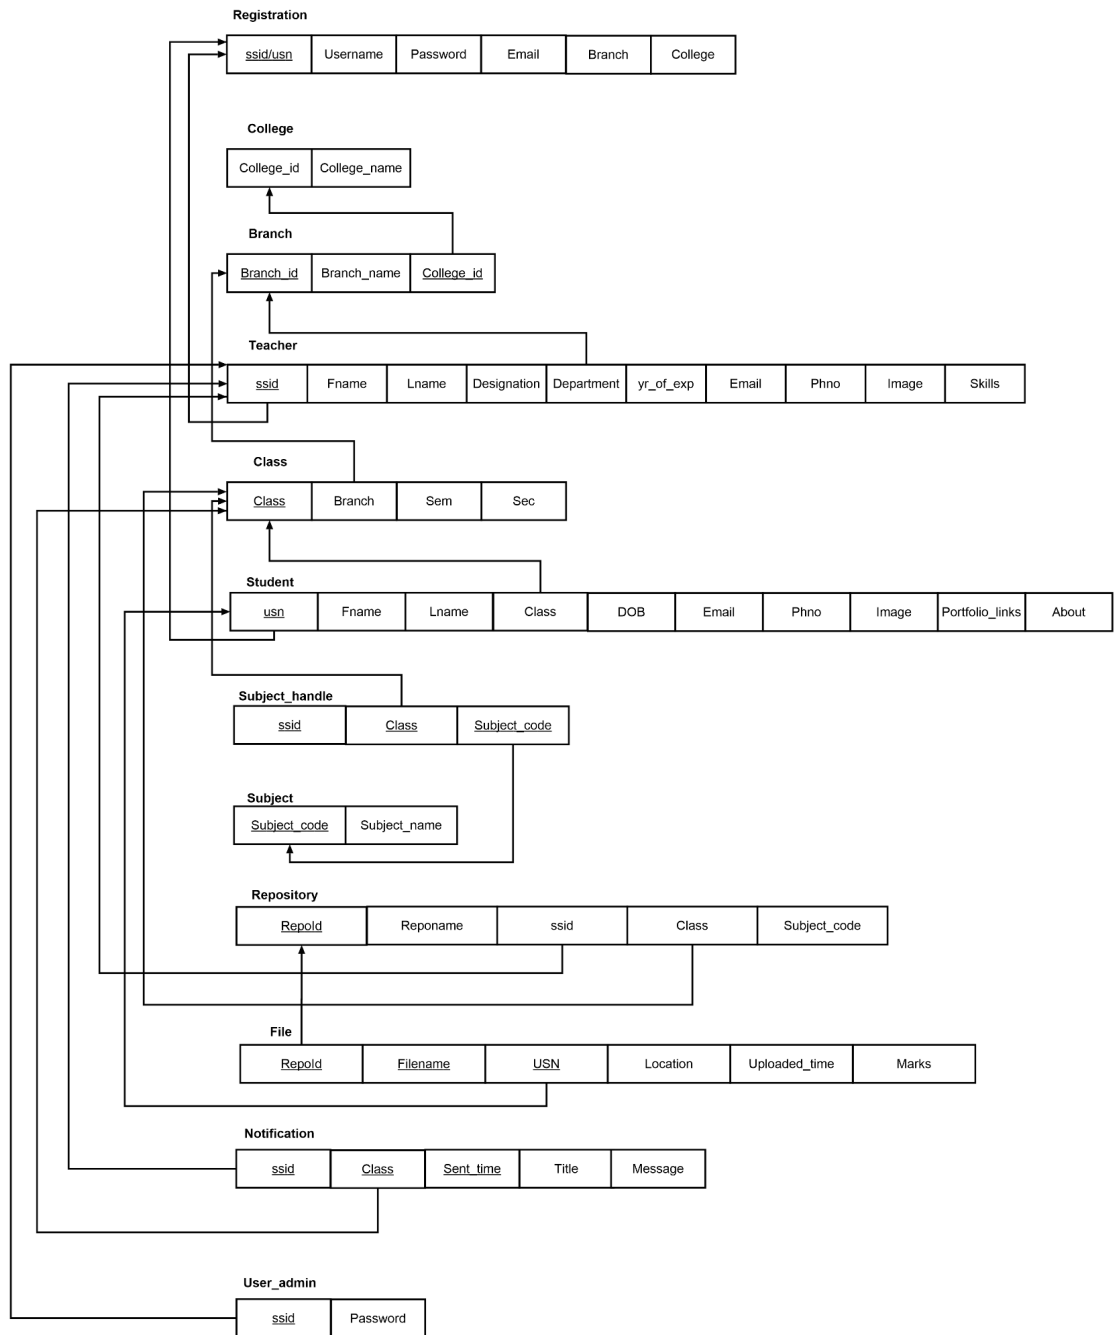 Registration
ssid/usn Username Password Email Branch College
College
College_id College_name
Branch
Branch_id Branch_name College_id
Teacher
ssid Fname Lname Designation Department yr_of_exp Email Phno Image Skills
Class
Class Branch Sem Sec
Student
usn Fname Lname Class DOB Email Phno Image Portfolio_links About
Subject_handle
ssid Class Subject_code
Subject
Subject_code Subject_name
Repository
RepoId Reponame ssid Class Subject_code
File
RepoId Filename USN Location Uploaded_time Marks
Notification
ssid Class Sent_time Title Message
User_admin
ssid Password